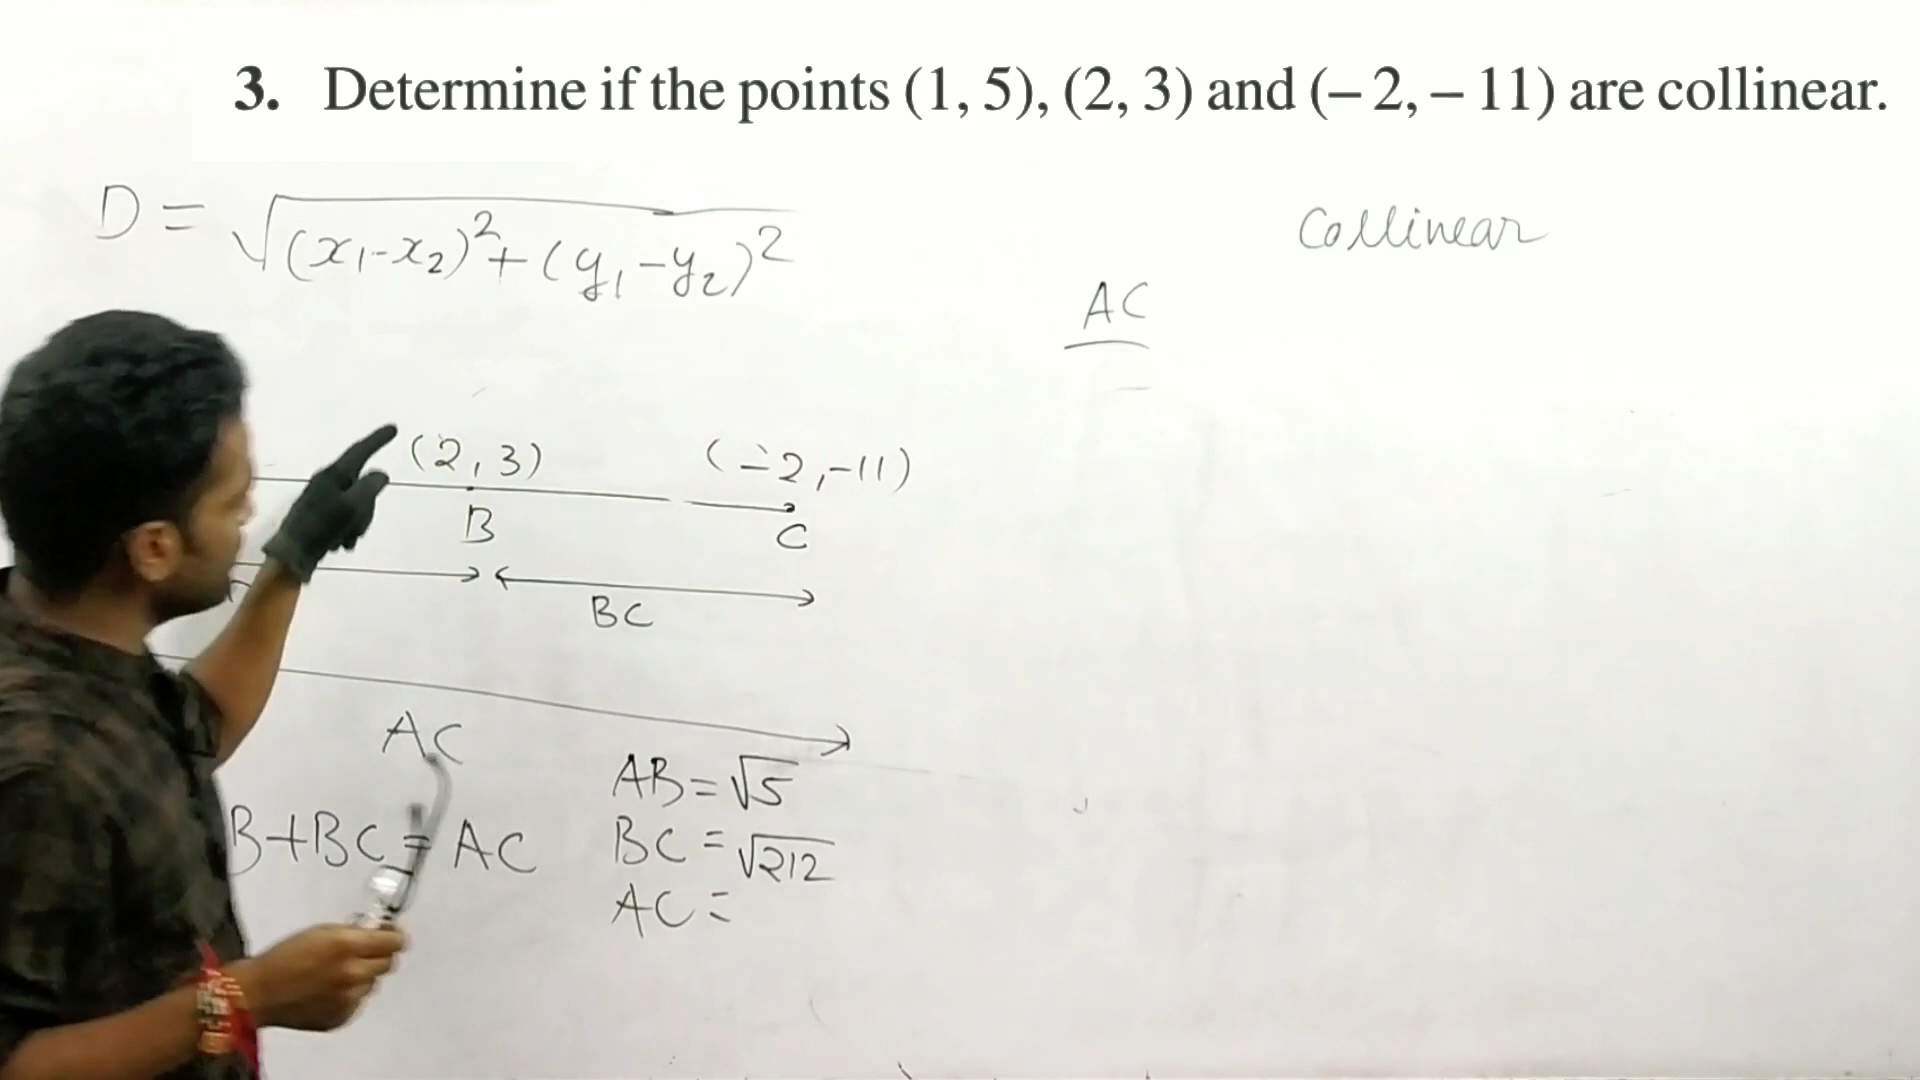 3. Determine if the points (1, 5), (2, 3) and (– 2, – 11) are collinear.
D = √(x₁-x₂)²+(y₁-y₂)²
Collinear
AC
(2,3)
(-2,-11)
B
C
BC
AC
B+BC = AC
AB=√5
BC=√212
AC=